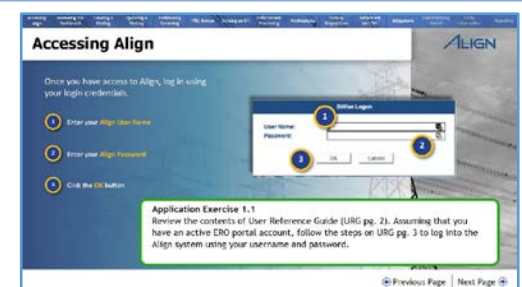 Accessing Align
ALIGN
Once you have access to Align, log in using
your login credentials.
1 Enter your Align User Name
2 Enter your Align Password
Click the OK button
Logon
1
User Name:
Password:
2
3
OK
Cancel
Application Exercise 1.1
Review the contents of User Reference Guide (URG pg. 2). Assuming that you
have an active ERO portal account, follow the steps on URG pg. 3 to log into the
Align system using your username and password.
Previous Page | Next Page